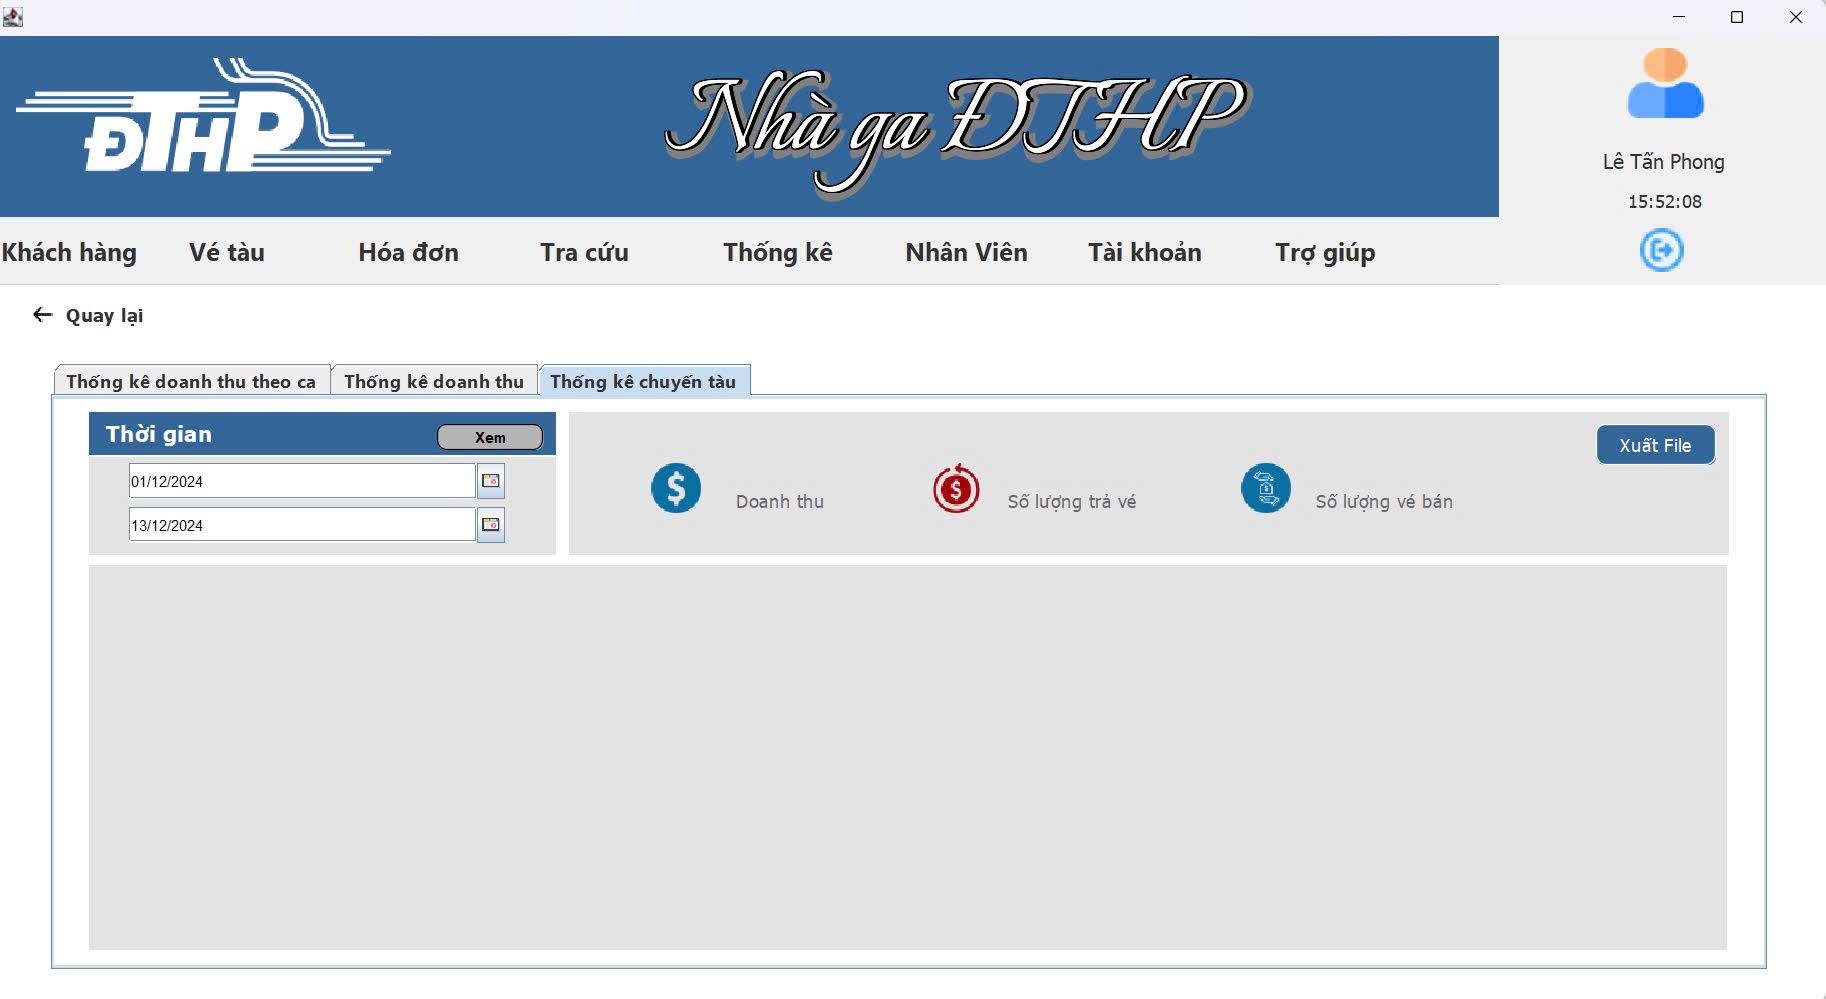 ĐTHP
Nhà ga ĐTHP
Lê Tấn Phong
15:52:08
Khách hàng Vé tàu Hóa đơn Tra cứu Thống kê Nhân Viên Tài khoản Trợ giúp
Quay lại
Thống kê doanh thu theo ca Thống kê doanh thu Thống kê chuyến tàu
Thời gian Xem
01/12/2024
13/12/2024
Doanh thu Số lượng trả vé Số lượng vé bán
Xuất File